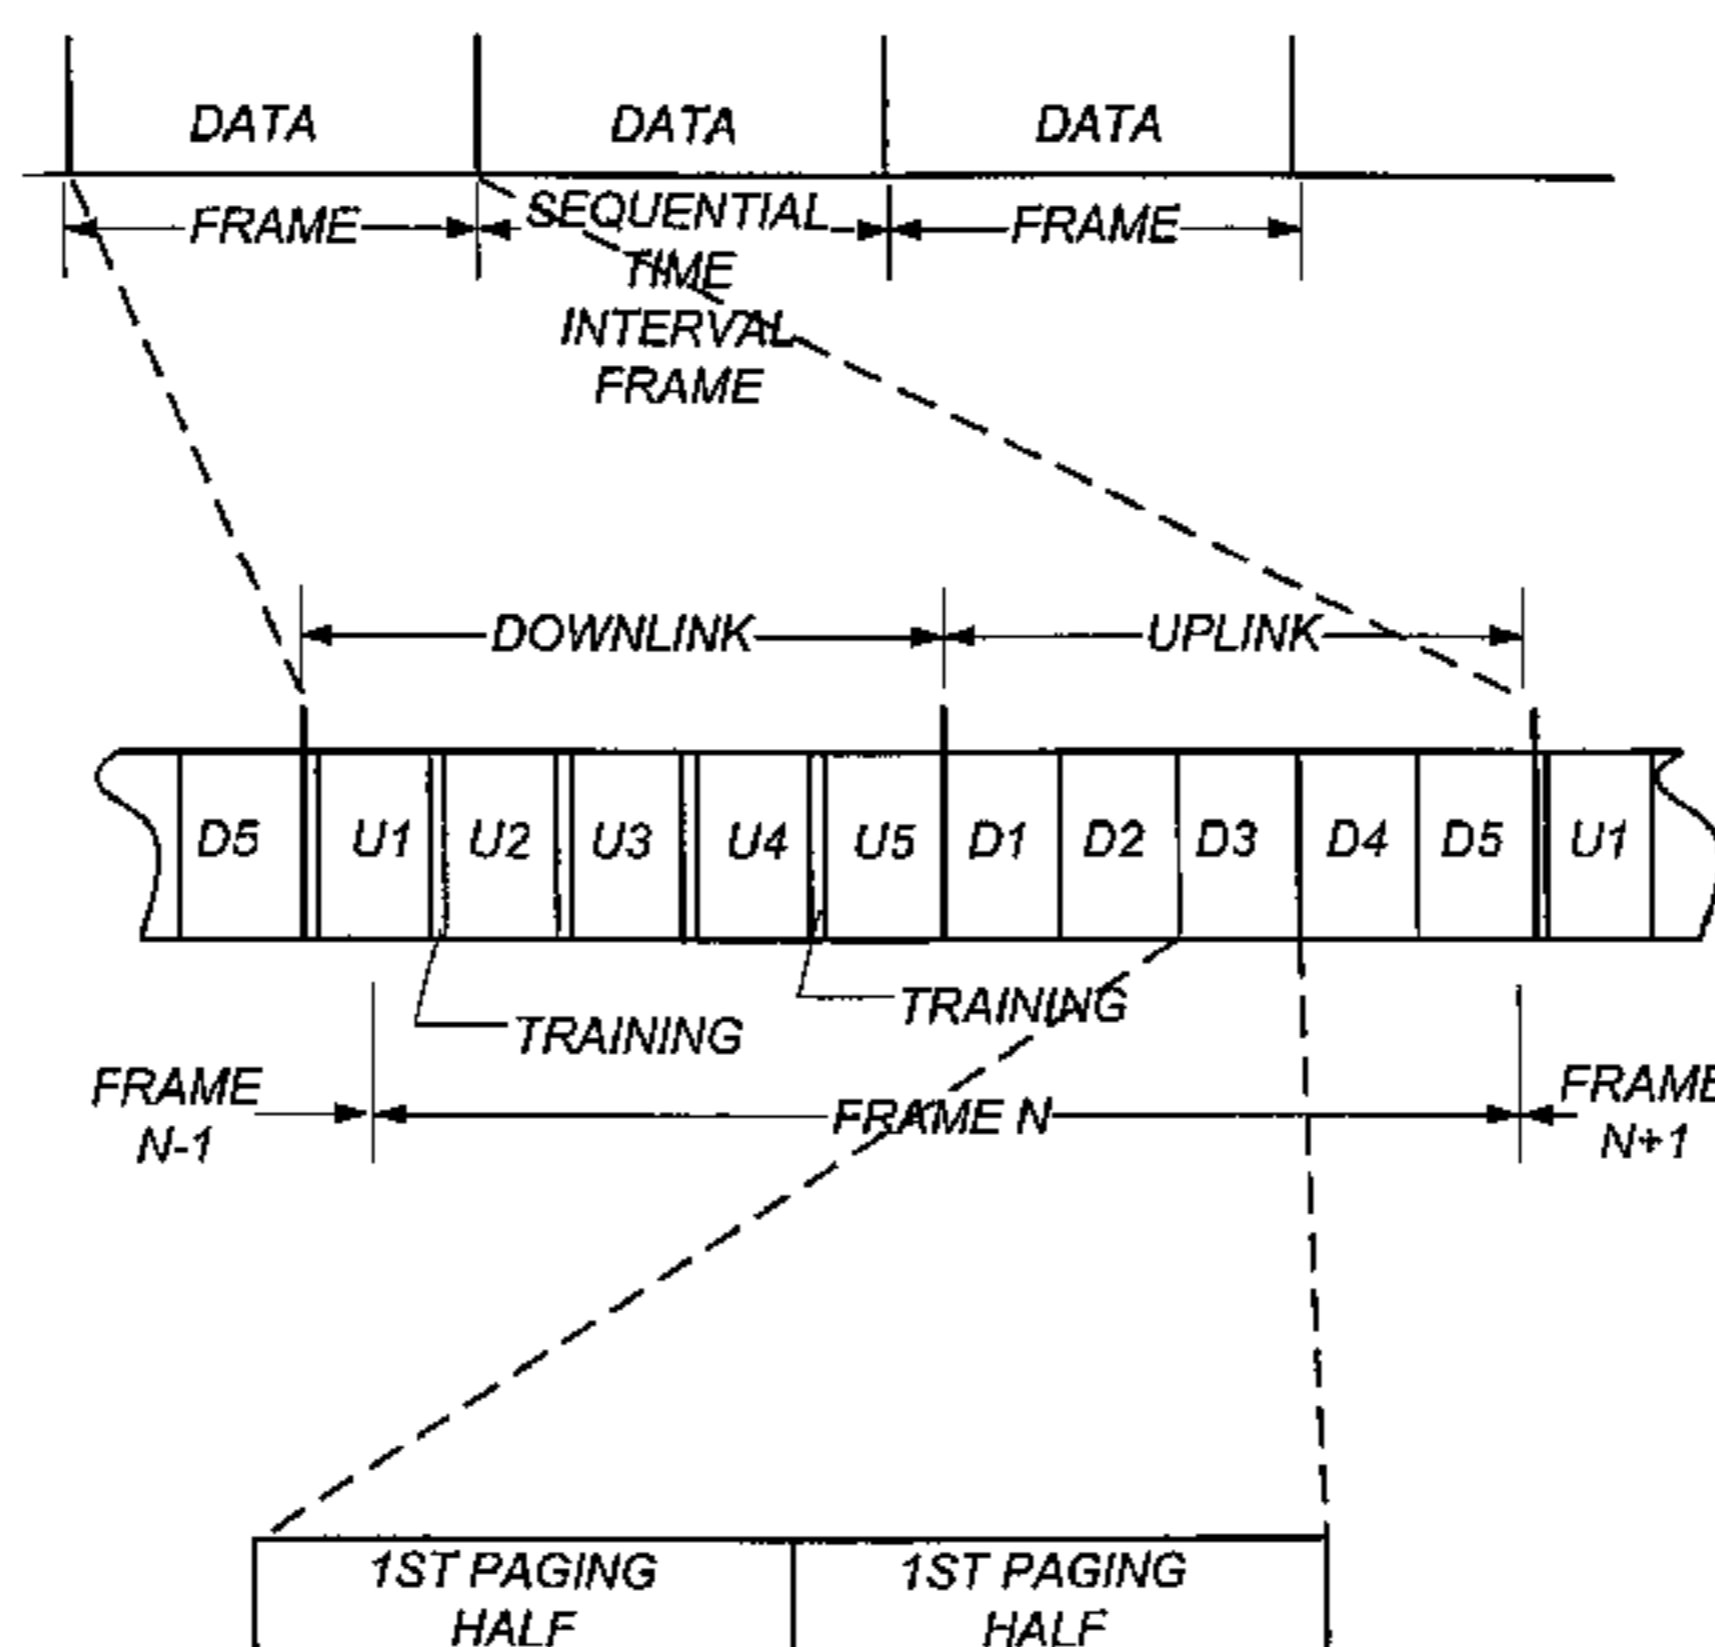 DATA DATA DATA
FRAME SEQUENTIAL TIME INTERVAL FRAME FRAME
DOWNLINK UPLINK
D5 U1 U2 U3 U4 U5 D1 D2 D3 D4 D5 U1
TRAINING TRAINING
FRAME N-1 FRAME N FRAME N+1
1ST PAGING HALF 1ST PAGING HALF